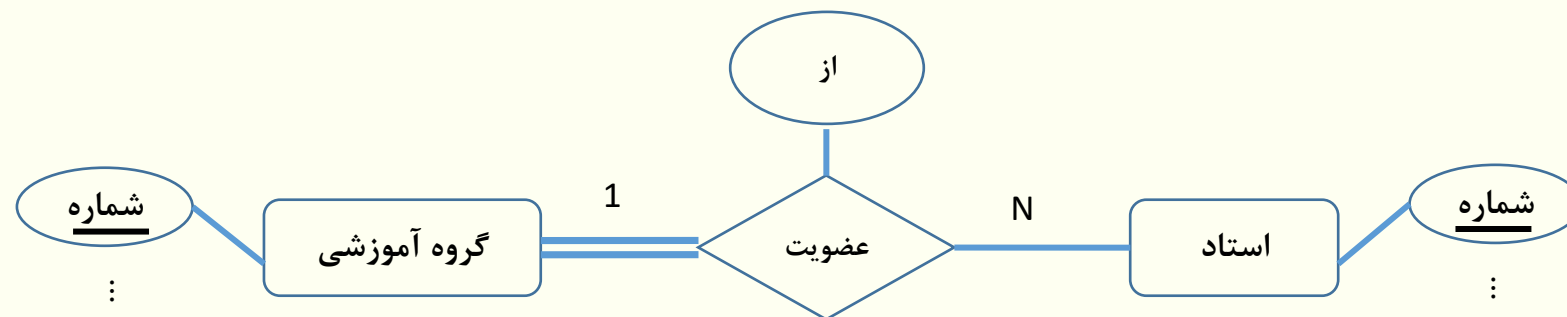 از
شماره
استاد
N
عضویت
1
گروه آموزشی
شماره
⋮
⋮